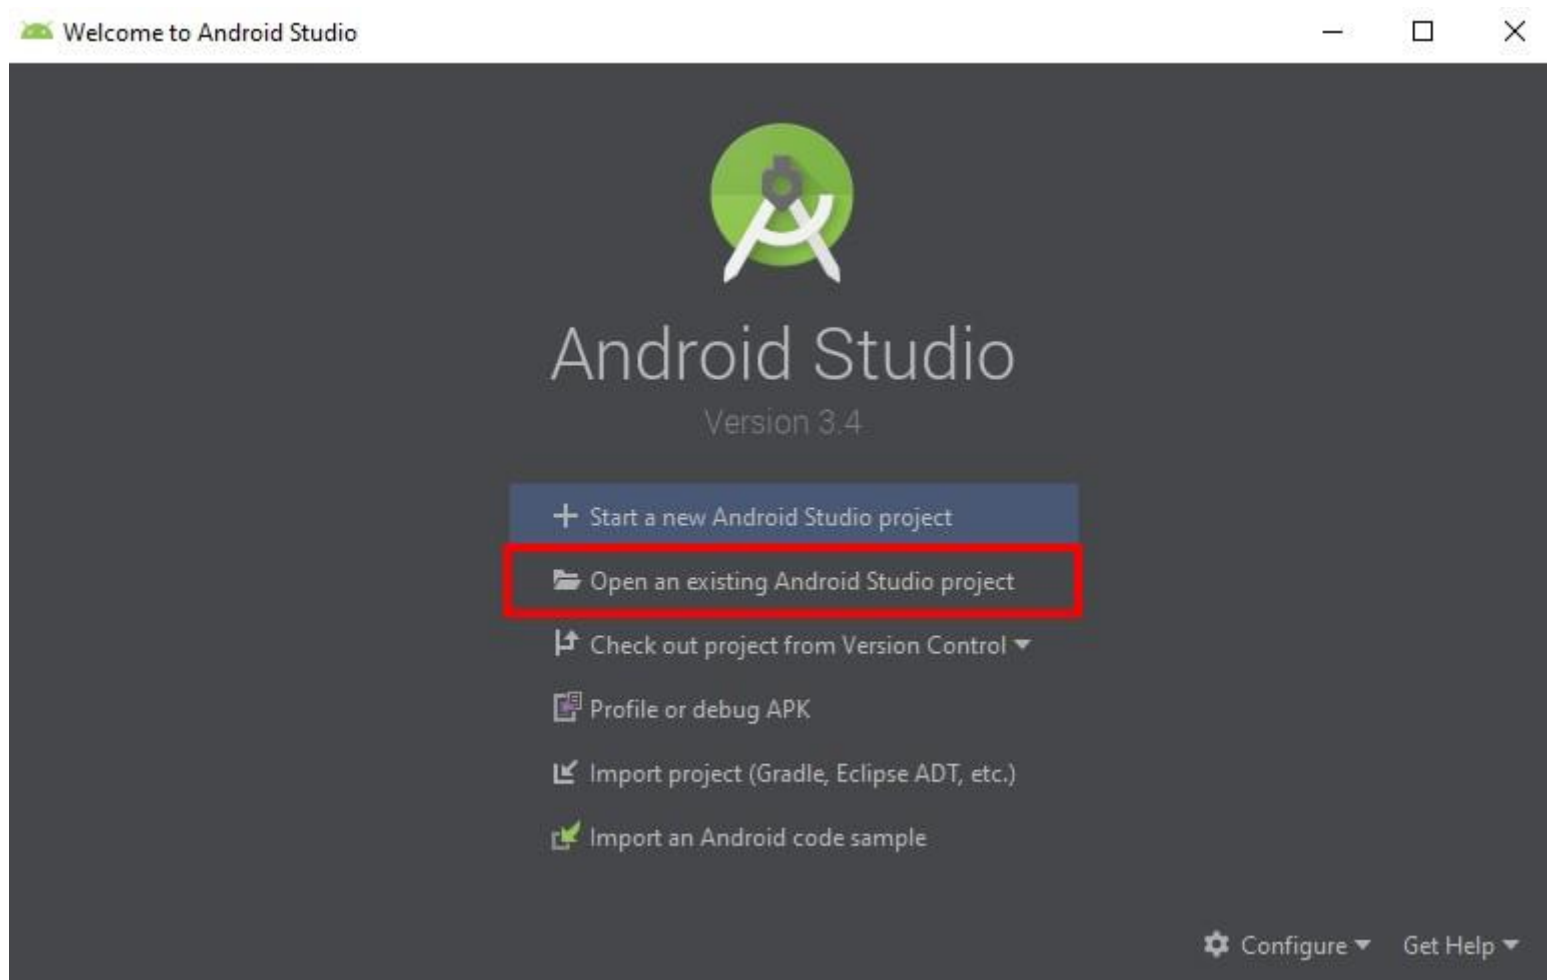 Welcome to Android Studio
Android Studio
Version 3.4
Start a new Android Studio project
Open an existing Android Studio project
Check out project from Version Control
Profile or debug APK
Import project (Gradle, Eclipse ADT, etc.)
Import an Android code sample
Configure Get Help